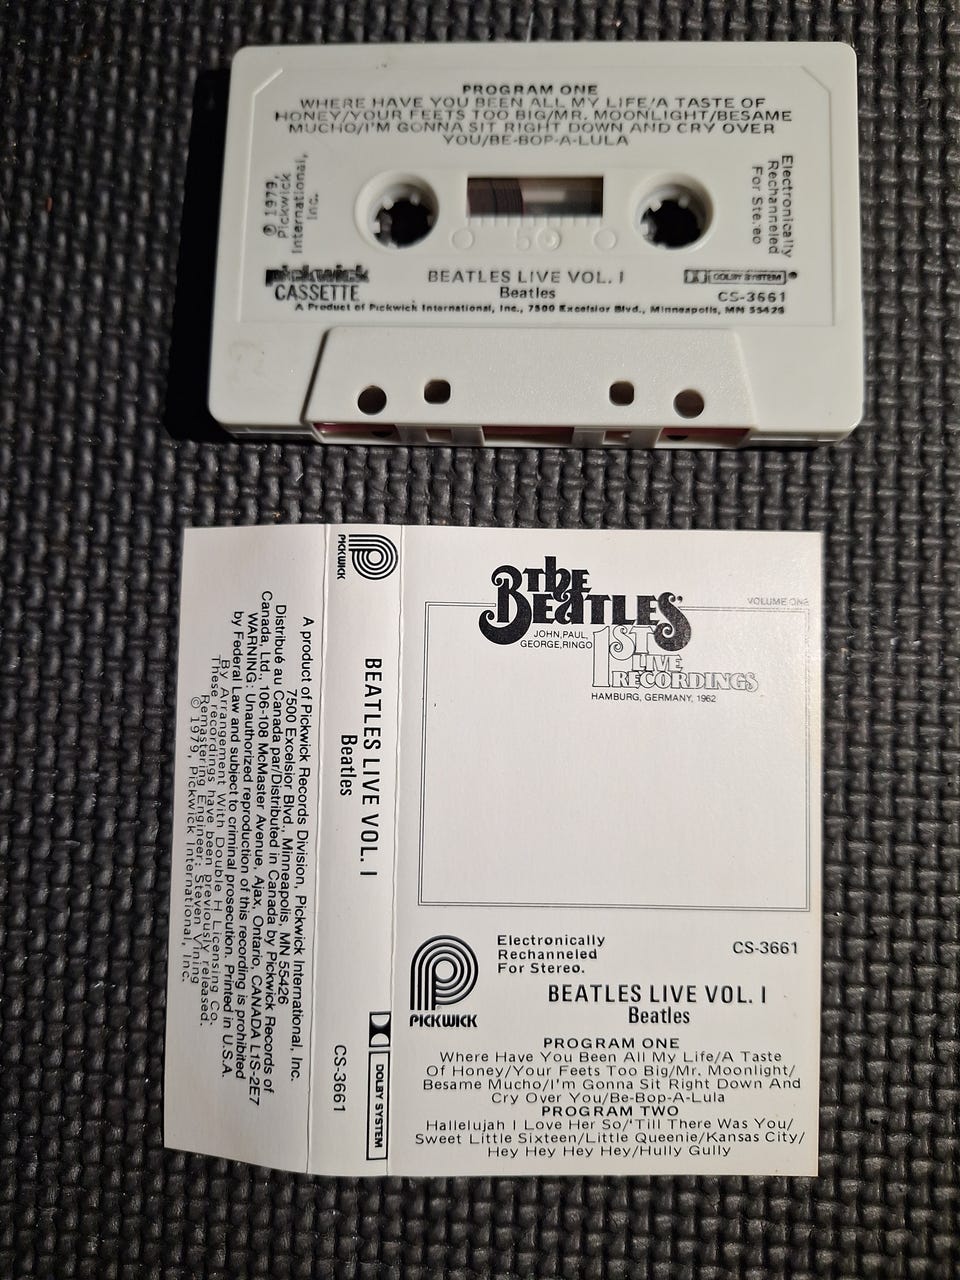 PROGRAM ONE
WHERE HAVE YOU BEEN ALL MY LIFE/A TASTE OF
HONEY/YOUR FEETS TOO BIG/MR. MOONLIGHT/BESAME
MUCHO/I'M GONNA SIT RIGHT DOWN AND CRY OVER
YOU/BE-BOP-A-LULA
℗ 1979,
Pickwick
International,
Inc.
Electronically
Rechanneled
For Stereo
pickwick
CASSETTE
BEATLES LIVE VOL. I
Beatles
DOLBY SYSTEM®
CS-3661
A Product of Pickwick International, Inc., 7500 Excelsior Blvd., Minneapolis, MN 55426
the
BEATLES
VOLUME ONE
JOHN, PAUL,
GEORGE, RINGO
1ST
LIVE
RECORDINGS
HAMBURG, GERMANY, 1962
PICKWICK
Electronically
Rechanneled
For Stereo.
CS-3661
BEATLES LIVE VOL. I
Beatles
PROGRAM ONE
Where Have You Been All My Life/A Taste
Of Honey/Your Feets Too Big/Mr. Moonlight/
Besame Mucho/I'm Gonna Sit Right Down And
Cry Over You/Be-Bop-A-Lula
PROGRAM TWO
Hallelujah I Love Her So/'Till There Was You/
Sweet Little Sixteen/Little Queenie/Kansas City/
Hey Hey Hey Hey/Hully Gully
PICKWICK
BEATLES LIVE VOL. I
Beatles
DOLBY SYSTEM
CS-3661
A product of Pickwick Records Division, Pickwick International, Inc.
7500 Excelsior Blvd., Minneapolis, MN 55426
Distribué au Canada par/Distributed in Canada by Pickwick Records of
Canada, Ltd., 106-108 McMaster Avenue, Ajax, Ontario, CANADA L1S-2E7
WARNING: Unauthorized reproduction of this recording is prohibited
by Federal Law and subject to criminal prosecution. Printed in U.S.A.
By Arrangement With Double H Licensing Co.
These recordings have been previously released.
Remastering Engineer: Steven Vining
© 1979, Pickwick International, Inc.